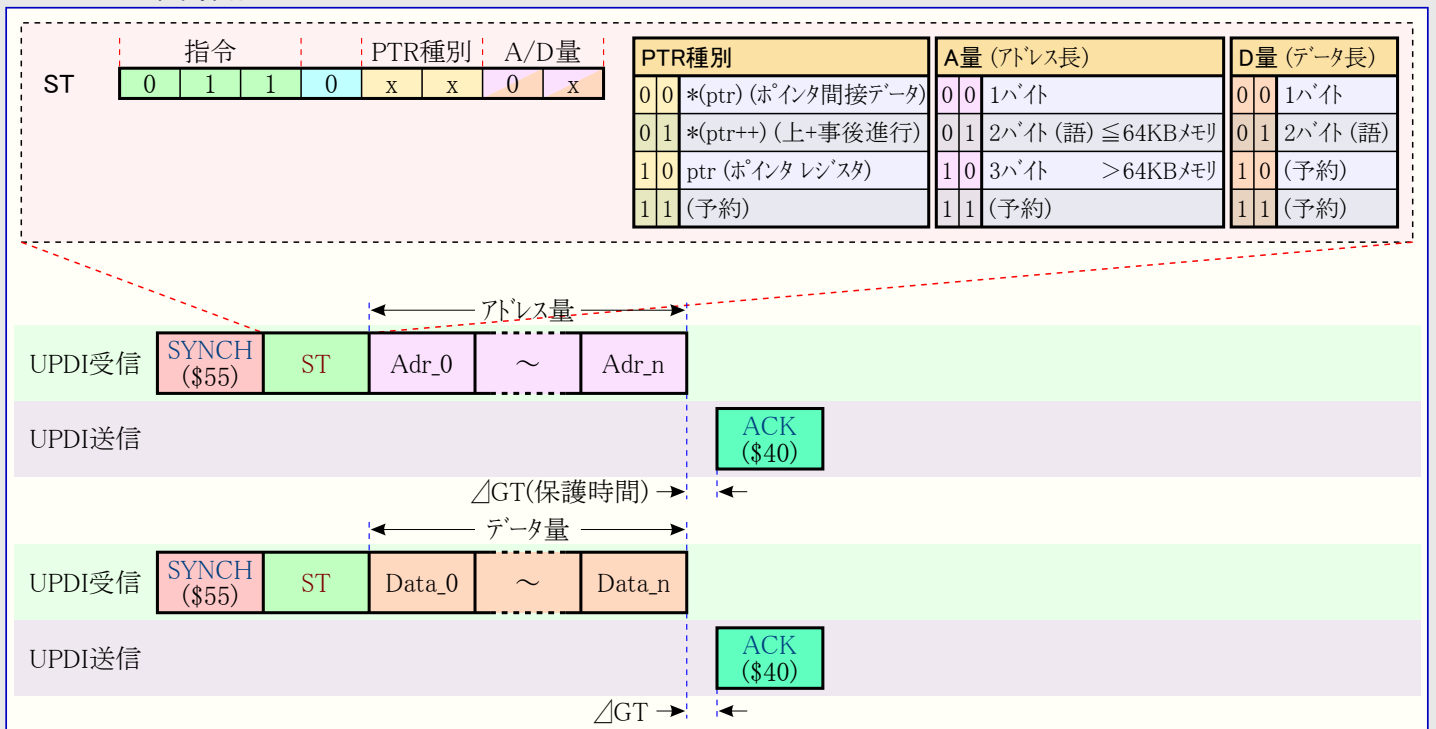 指令 PTR種別 A/D量
ST 0 1 1 0 x x 0 x
PTR種別
0 0 *(ptr) (ポインタ間接データ)
0 1 *(ptr++) (上+事後進行)
1 0 ptr (ポインタ レジスタ)
1 1 (予約)
A量 (アドレス長)
0 0 1バイト
0 1 2バイト (語) ≦64KBメモリ
1 0 3バイト >64KBメモリ
1 1 (予約)
D量 (データ長)
0 0 1バイト
0 1 2バイト (語)
1 0 (予約)
1 1 (予約)
アドレス量
UPDI受信 SYNCH ($55) ST Adr_0 ～ Adr_n
UPDI送信 ACK ($40)
⊿GT(保護時間)
データ量
UPDI受信 SYNCH ($55) ST Data_0 ～ Data_n
UPDI送信 ACK ($40)
⊿GT